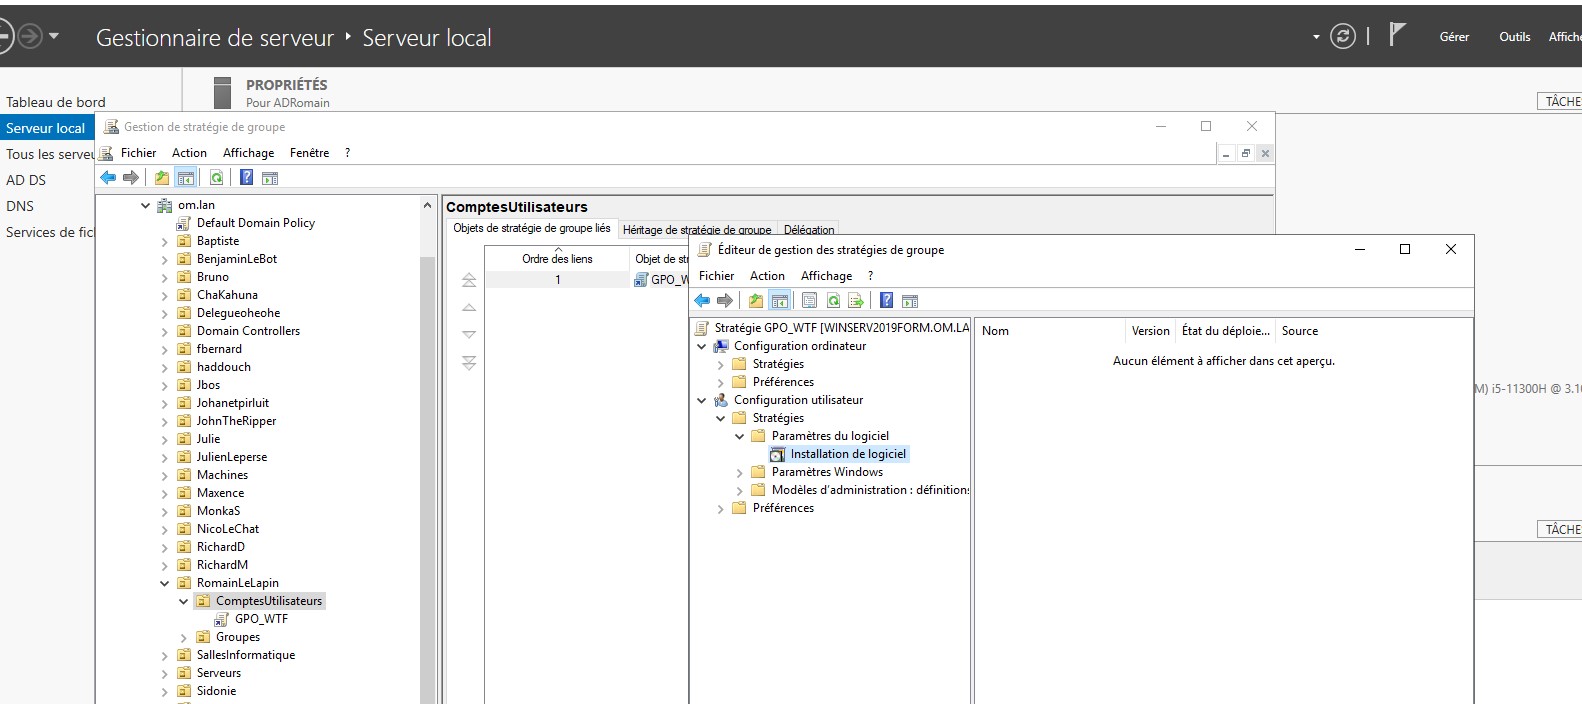 Gestionnaire de serveur ‣ Serveur local
Gérer Outils
PROPRIÉTÉS
Pour ADRomain
Tableau de bord
Serveur local
Tous les serveu
AD DS
DNS
Services de fic
TÂCHE
Gestion de stratégie de groupe
Fichier Action Affichage Fenêtre ?
om.lan
Default Domain Policy
Baptiste
BenjaminLeBot
Bruno
ChaKahuna
Delegueoheohe
Domain Controllers
fbernard
haddouch
Jbos
Johanetpirluit
JohnTheRipper
Julie
JulienLeperse
Machines
Maxence
MonkaS
NicoLeChat
RichardD
RichardM
RomainLeLapin
ComptesUtilisateurs
GPO_WTF
Groupes
SallesInformatique
Serveurs
Sidonie
ComptesUtilisateurs
Objets de stratégie de groupe liés Héritage de stratégie de groupe Délégation
Ordre des liens Objet de st
1 GPO_W
Éditeur de gestion des stratégies de groupe
Fichier Action Affichage ?
Stratégie GPO_WTF [WINSERV2019FORM.OM.LA
Configuration ordinateur
Stratégies
Préférences
Configuration utilisateur
Stratégies
Paramètres du logiciel
Installation de logiciel
Paramètres Windows
Modèles d'administration : définitions
Préférences
Nom Version État du déploie... Source
Aucun élément à afficher dans cet aperçu.
M) i5-11300H @ 3.10
TÂCHE